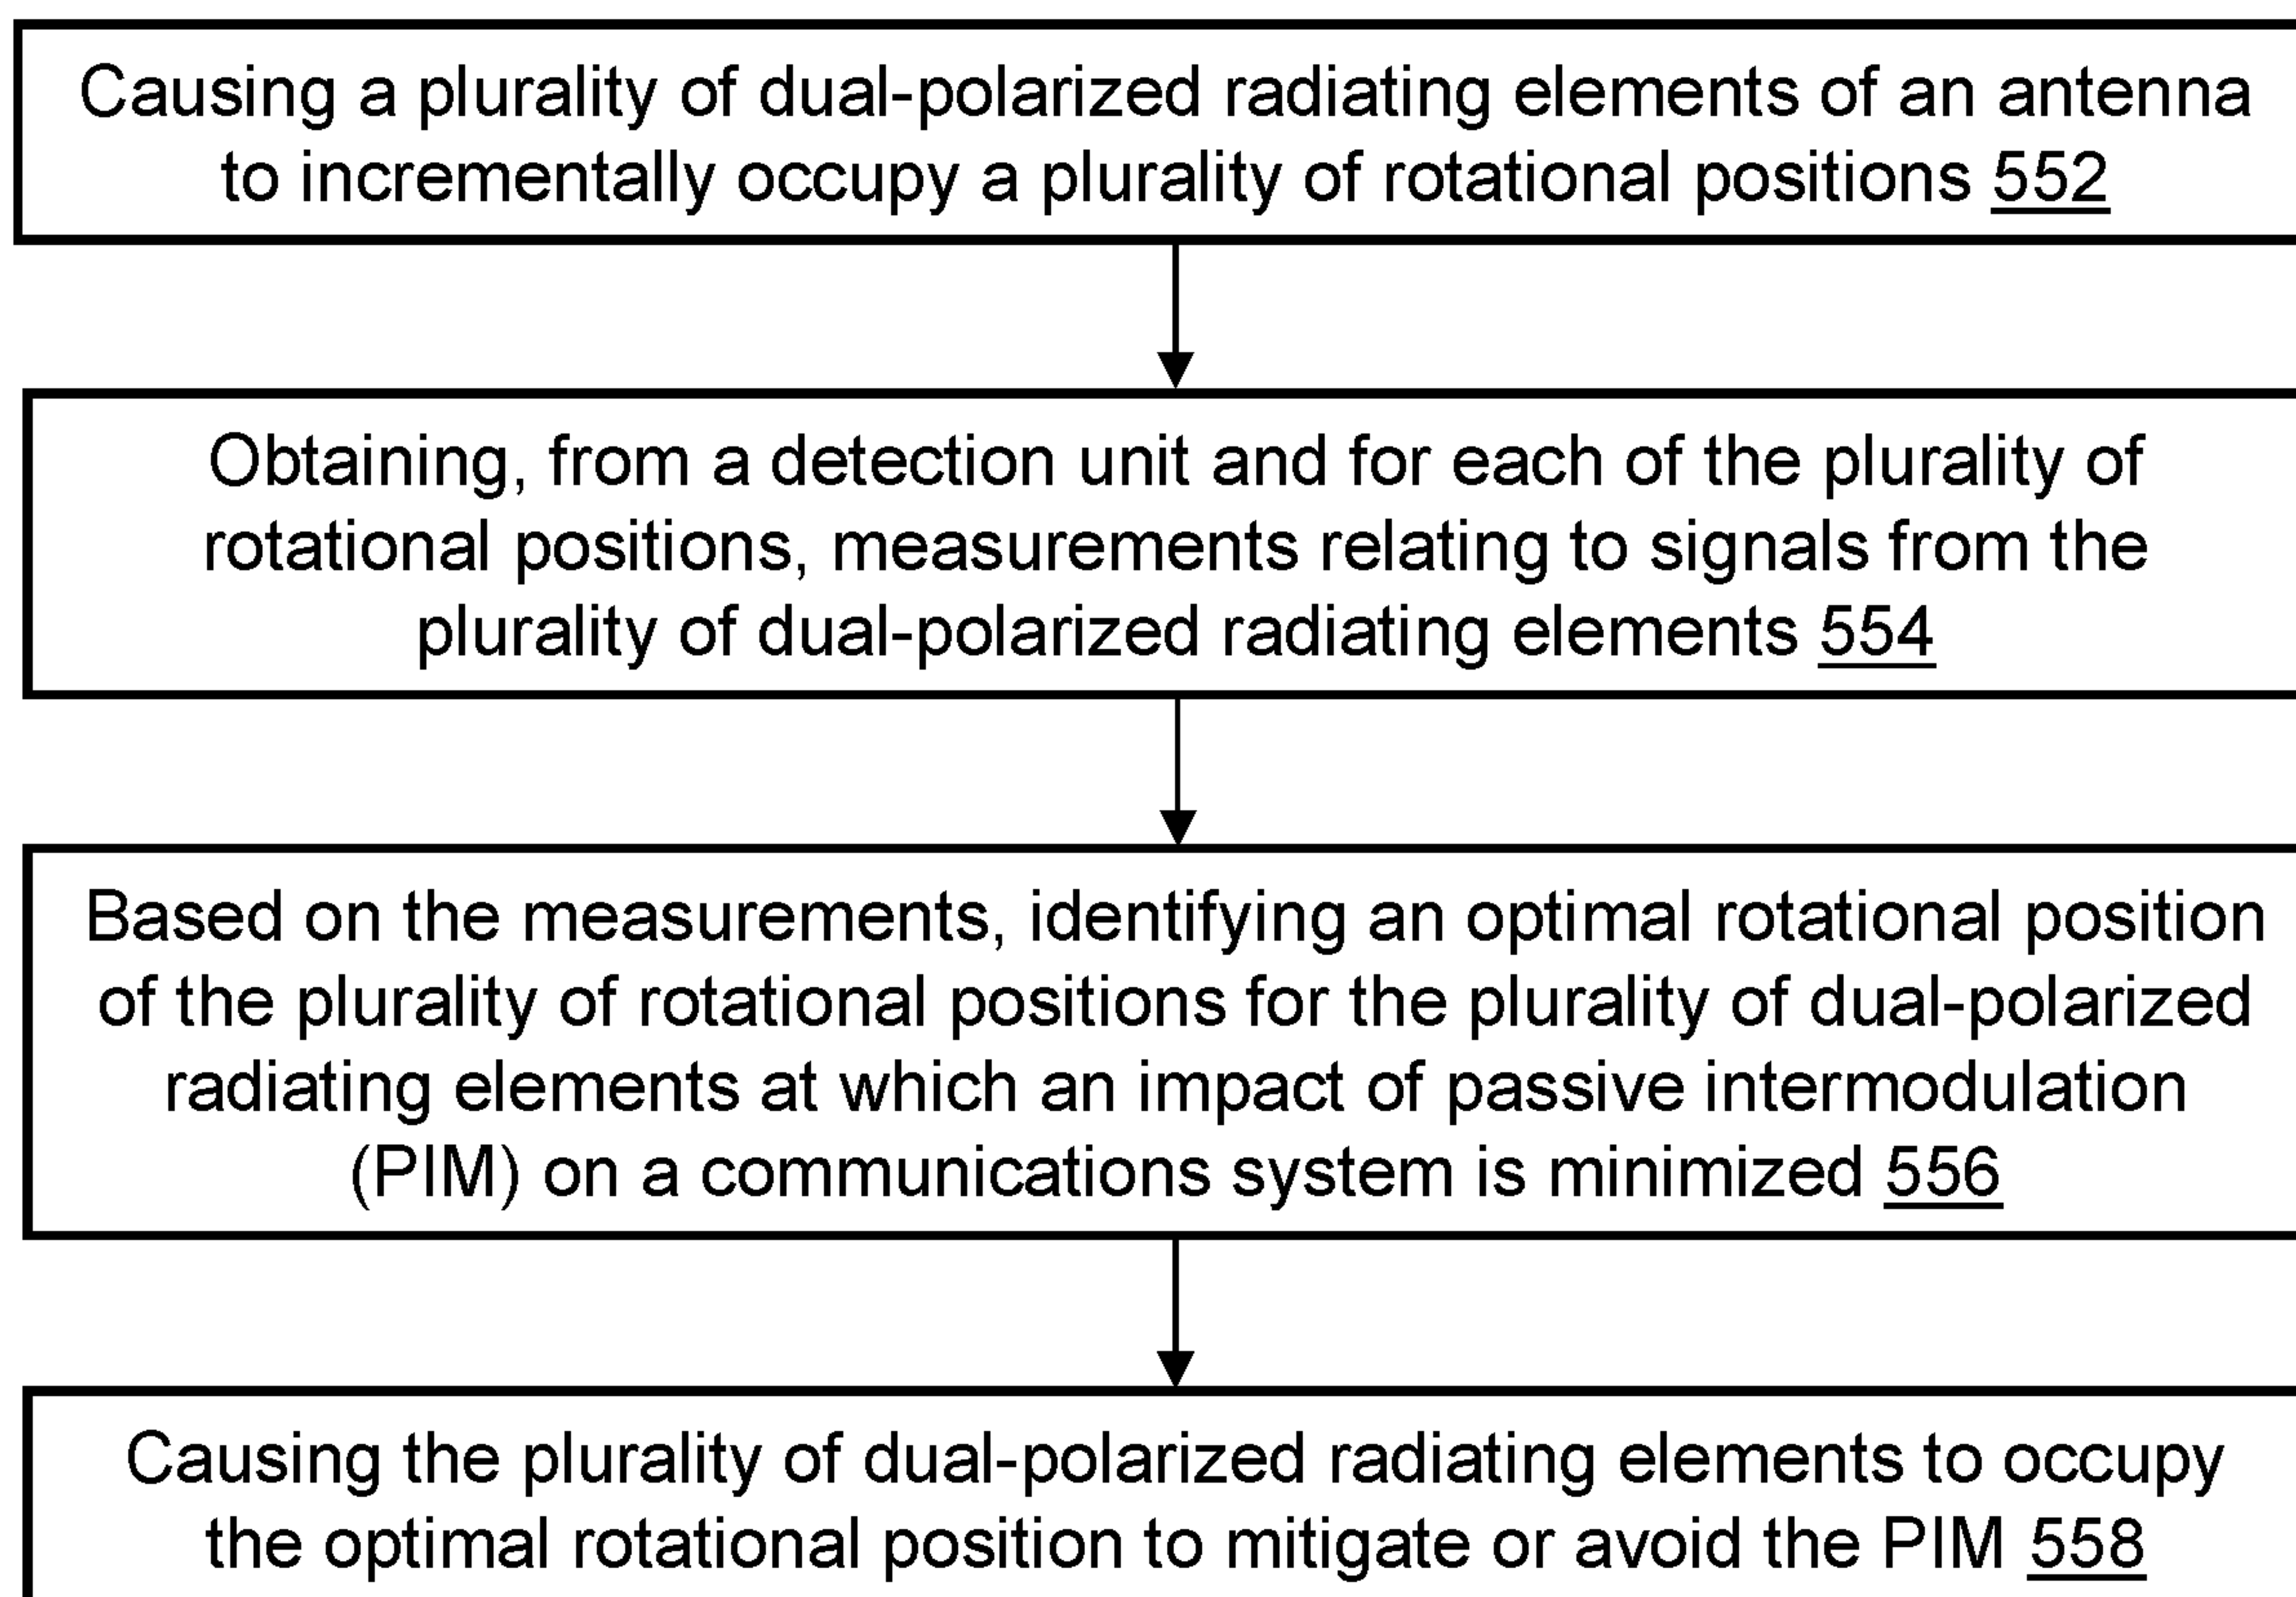 Causing a plurality of dual-polarized radiating elements of an antenna
to incrementally occupy a plurality of rotational positions 552
Obtaining, from a detection unit and for each of the plurality of
rotational positions, measurements relating to signals from the
plurality of dual-polarized radiating elements 554
Based on the measurements, identifying an optimal rotational position
of the plurality of rotational positions for the plurality of dual-polarized
radiating elements at which an impact of passive intermodulation
(PIM) on a communications system is minimized 556
Causing the plurality of dual-polarized radiating elements to occupy
the optimal rotational position to mitigate or avoid the PIM 558